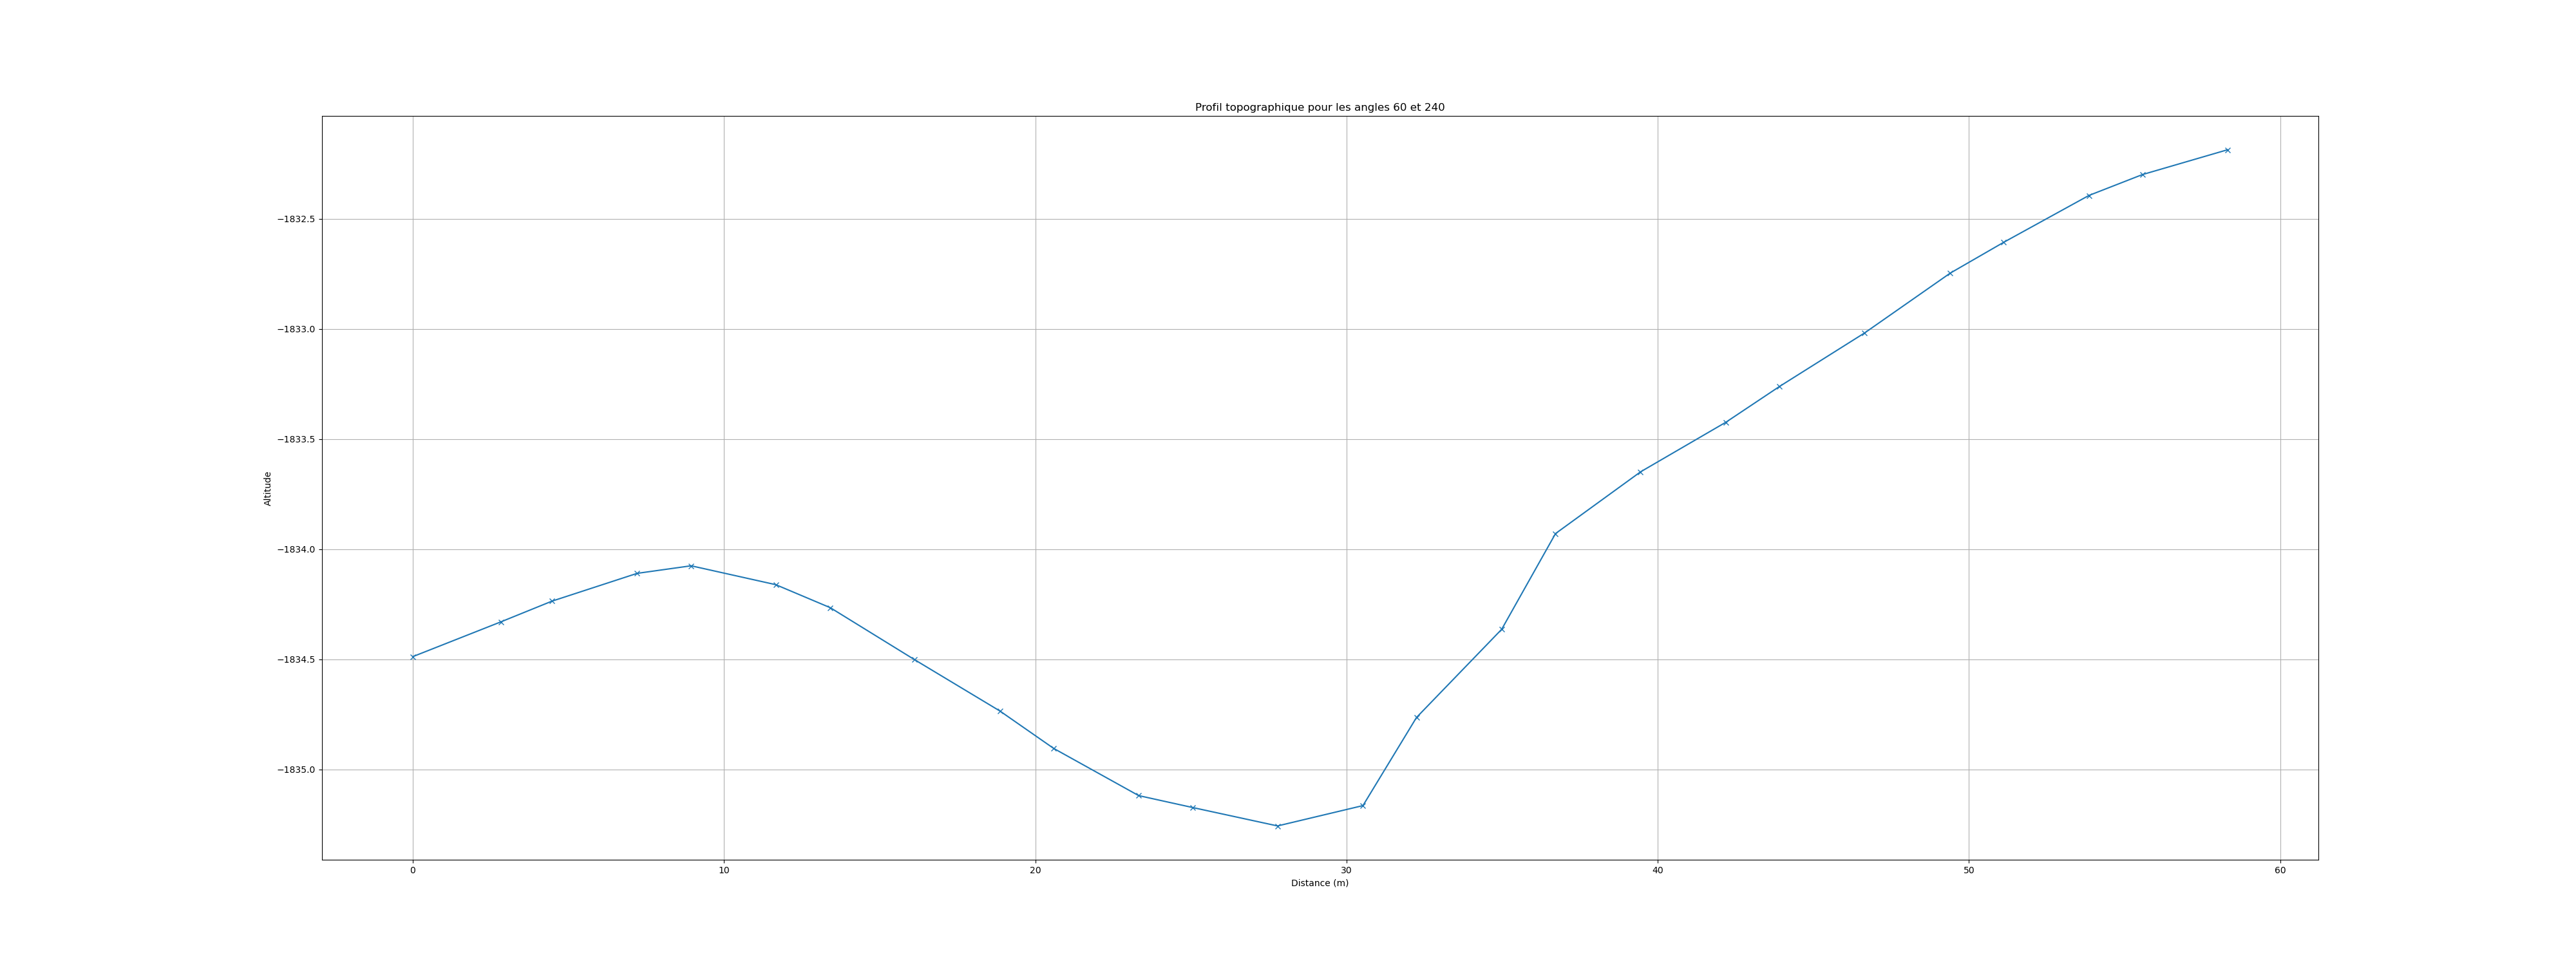 Profil topographique pour les angles 60 et 240
Altitude
−1832.5
−1833.0
−1833.5
−1834.0
−1834.5
−1835.0
0 10 20 30 40 50 60
Distance (m)